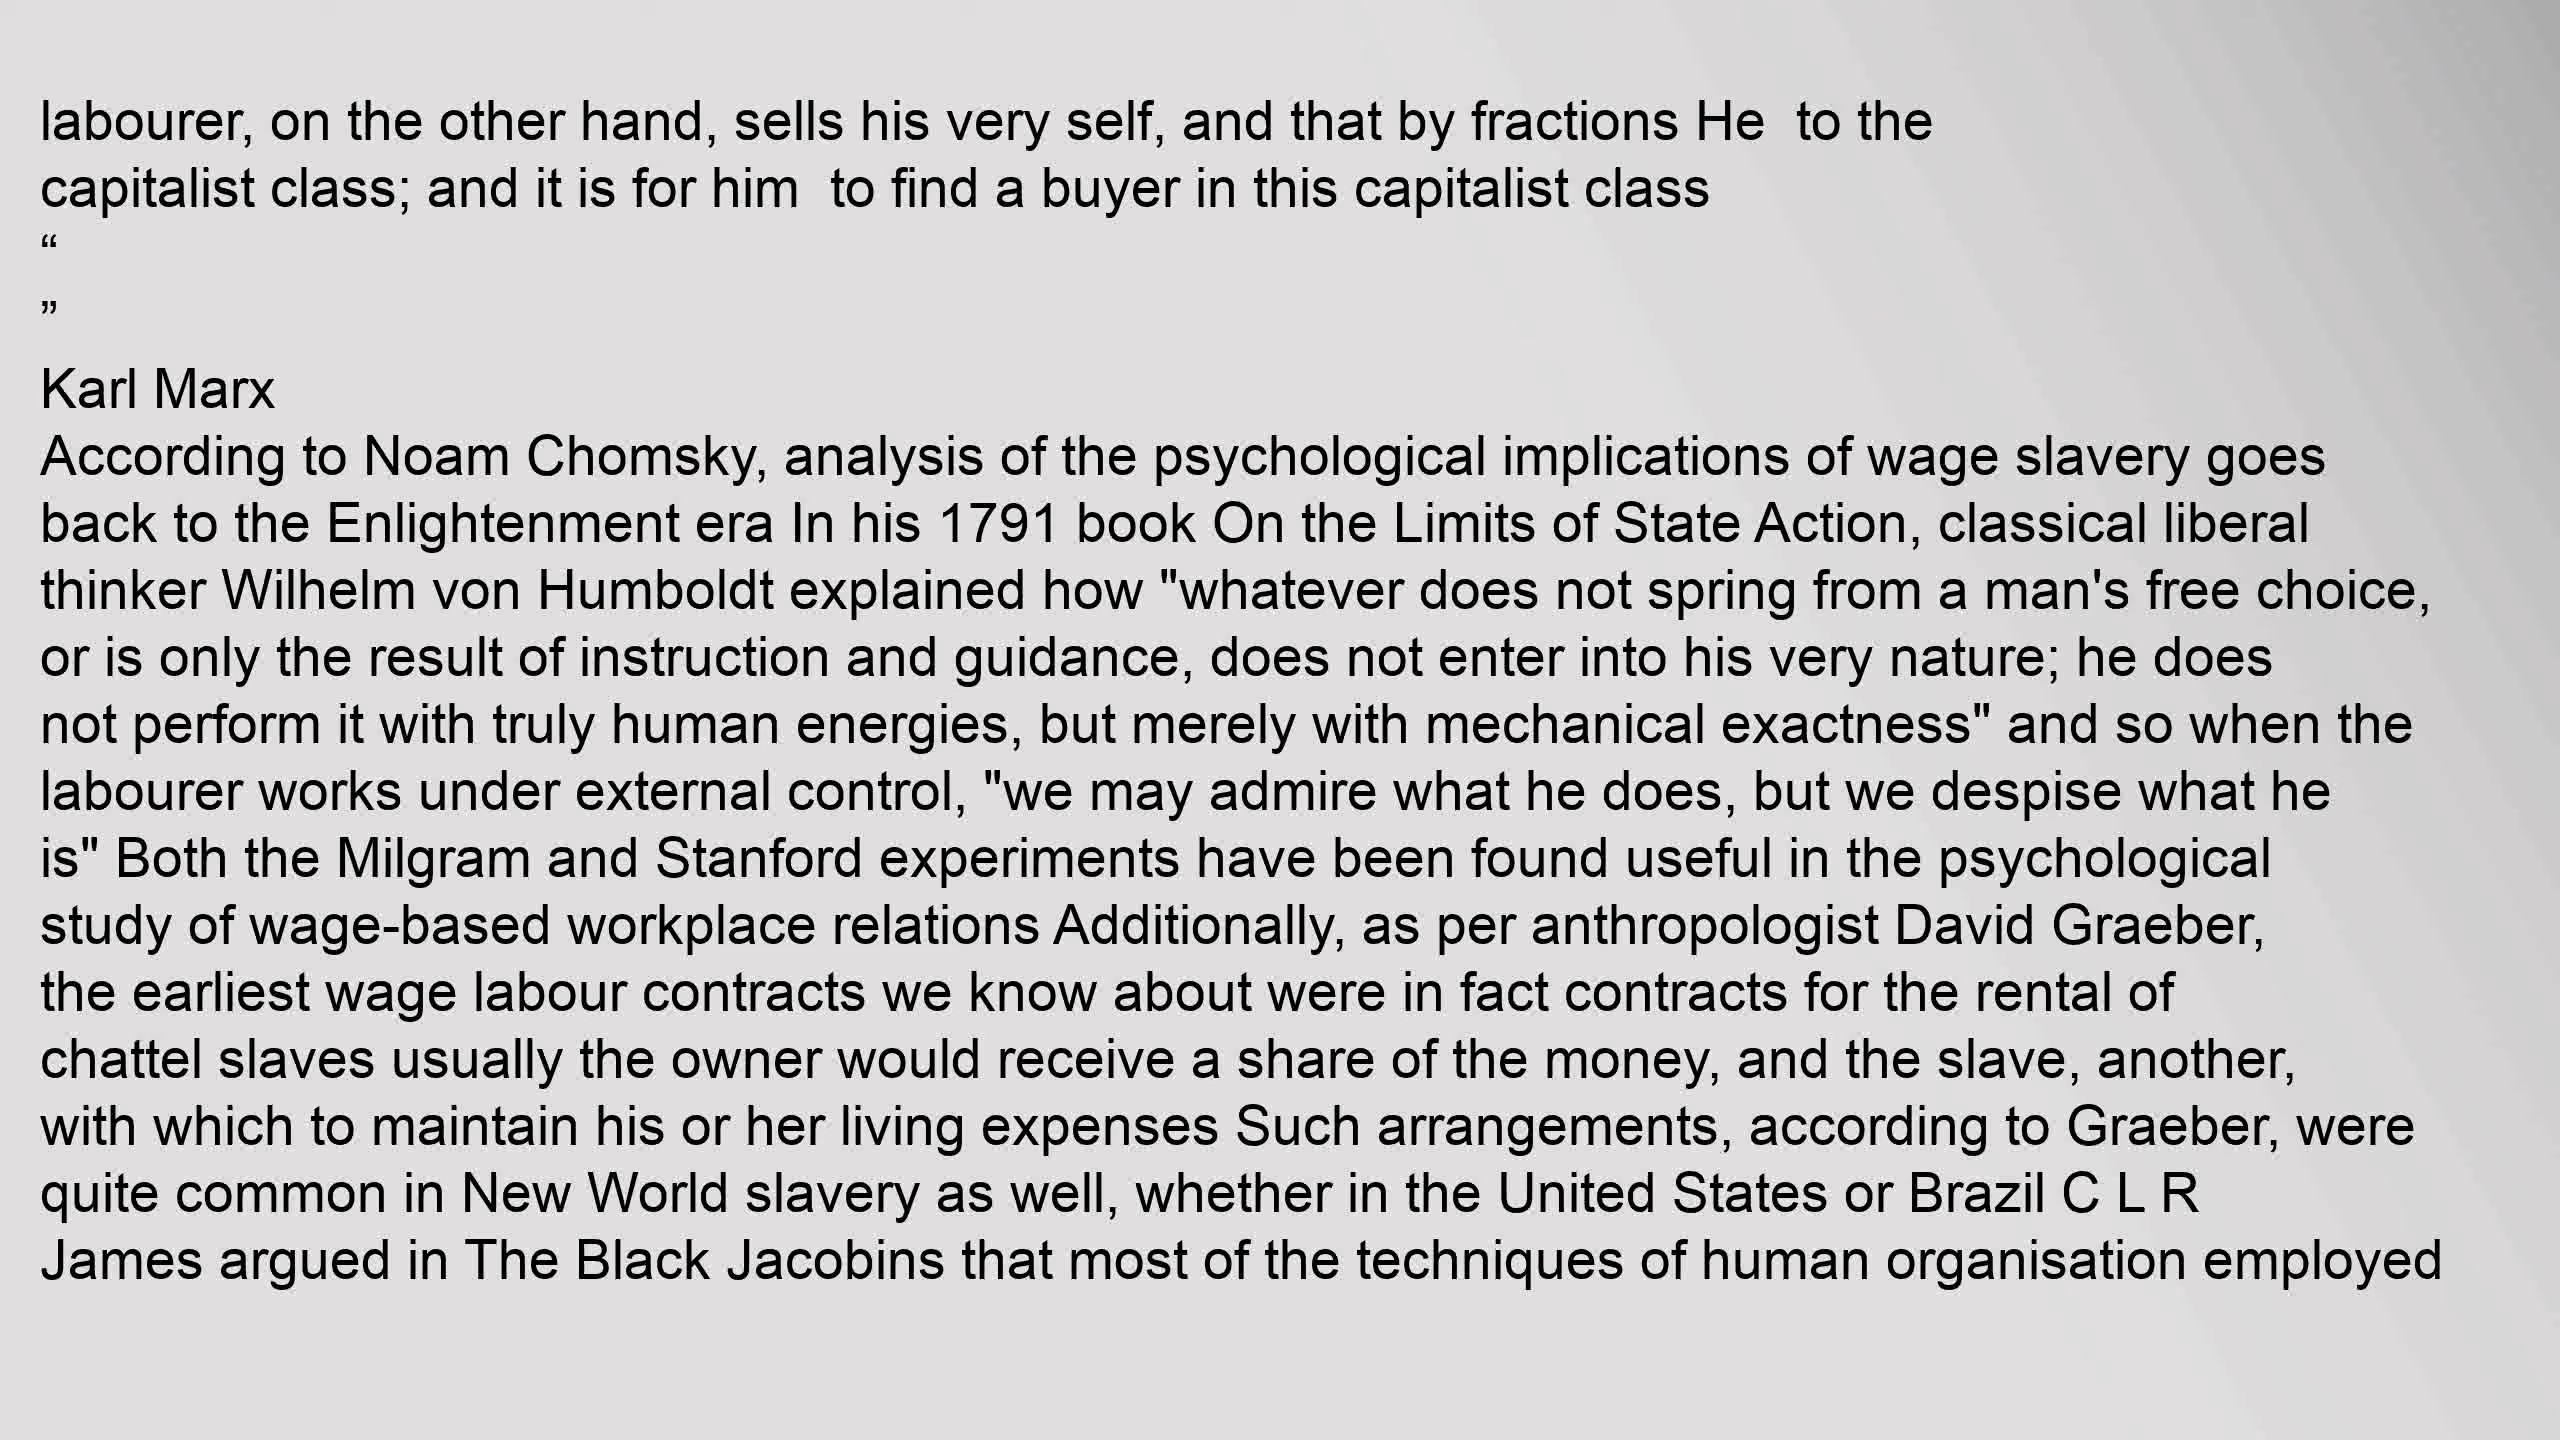 labourer, on the other hand, sells his very self, and that by fractions He  to the
capitalist class; and it is for him  to find a buyer in this capitalist class
“
”
Karl Marx
According to Noam Chomsky, analysis of the psychological implications of wage slavery goes
back to the Enlightenment era In his 1791 book On the Limits of State Action, classical liberal
thinker Wilhelm von Humboldt explained how "whatever does not spring from a man's free choice,
or is only the result of instruction and guidance, does not enter into his very nature; he does
not perform it with truly human energies, but merely with mechanical exactness" and so when the
labourer works under external control, "we may admire what he does, but we despise what he
is" Both the Milgram and Stanford experiments have been found useful in the psychological
study of wage-based workplace relations Additionally, as per anthropologist David Graeber,
the earliest wage labour contracts we know about were in fact contracts for the rental of
chattel slaves usually the owner would receive a share of the money, and the slave, another,
with which to maintain his or her living expenses Such arrangements, according to Graeber, were
quite common in New World slavery as well, whether in the United States or Brazil C L R
James argued in The Black Jacobins that most of the techniques of human organisation employed